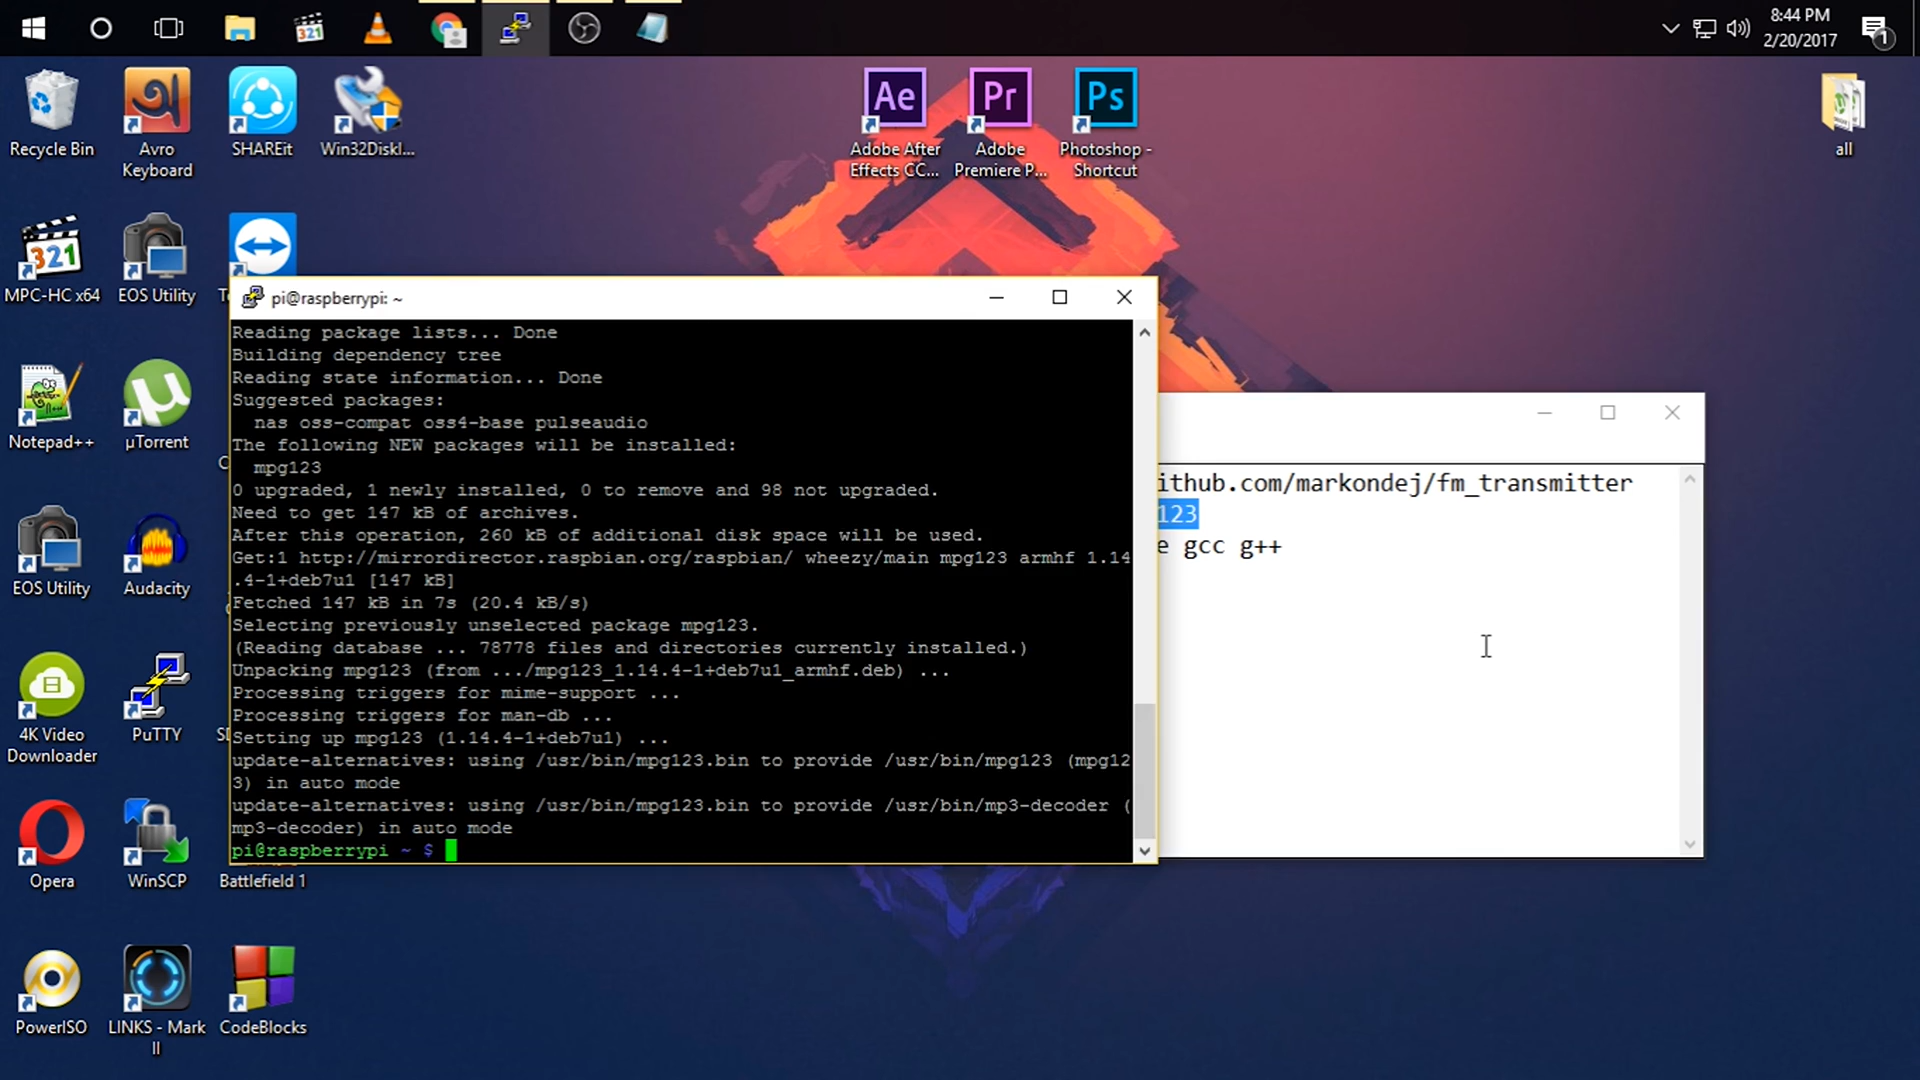 8:44 PM
2/20/2017
1
Recycle Bin
Avro
Keyboard
SHAREit
Win32DiskI...
Ae
Adobe After
Effects CC...
Pr
Adobe
Premiere P...
Ps
Photoshop -
Shortcut
all
321
MPC-HC x64
EOS Utility
pi@raspberrypi: ~
Reading package lists... Done
Building dependency tree
Reading state information... Done
Suggested packages:
nas oss-compat oss4-base pulseaudio
The following NEW packages will be installed:
mpg123
0 upgraded, 1 newly installed, 0 to remove and 98 not upgraded.
Need to get 147 kB of archives.
After this operation, 260 kB of additional disk space will be used.
Get:1 http://mirrordirector.raspbian.org/raspbian/ wheezy/main mpg123 armhf 1.14
.4-1+deb7u1 [147 kB]
Fetched 147 kB in 7s (20.4 kB/s)
Selecting previously unselected package mpg123.
(Reading database ... 78778 files and directories currently installed.)
Unpacking mpg123 (from .../mpg123_1.14.4-1+deb7u1_armhf.deb) ...
Processing triggers for mime-support ...
Processing triggers for man-db ...
Setting up mpg123 (1.14.4-1+deb7u1) ...
update-alternatives: using /usr/bin/mpg123.bin to provide /usr/bin/mpg123 (mpg12
3) in auto mode
update-alternatives: using /usr/bin/mpg123.bin to provide /usr/bin/mp3-decoder (
mp3-decoder) in auto mode
pi@raspberrypi ~ $
ithub.com/markondej/fm_transmitter
123
e gcc g++
Notepad++
µTorrent
EOS Utility
Audacity
4K Video
Downloader
PuTTY
Opera
WinSCP
Battlefield 1
PowerISO
LINKS - Mark
II
CodeBlocks